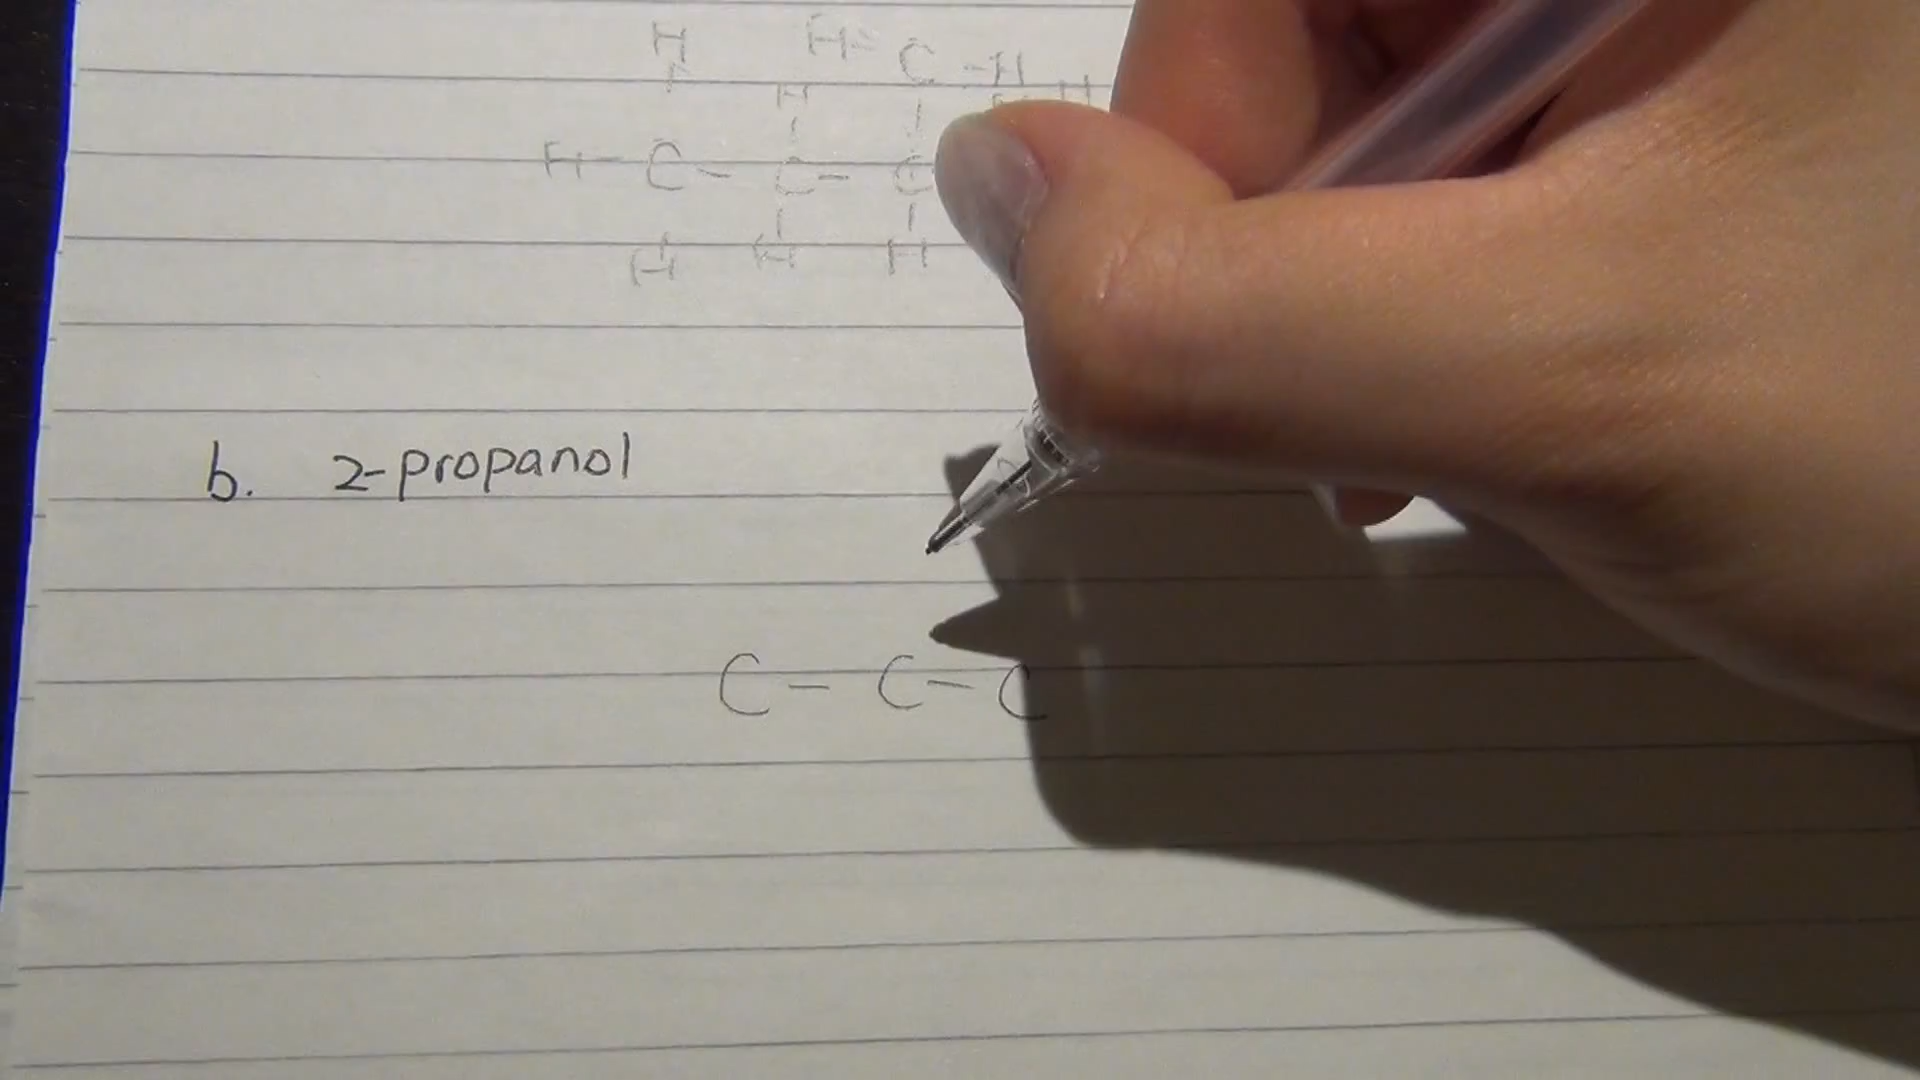 H H- C -H
H H
H - C - C - C
H H H
b. 2-propanol
C - C - C